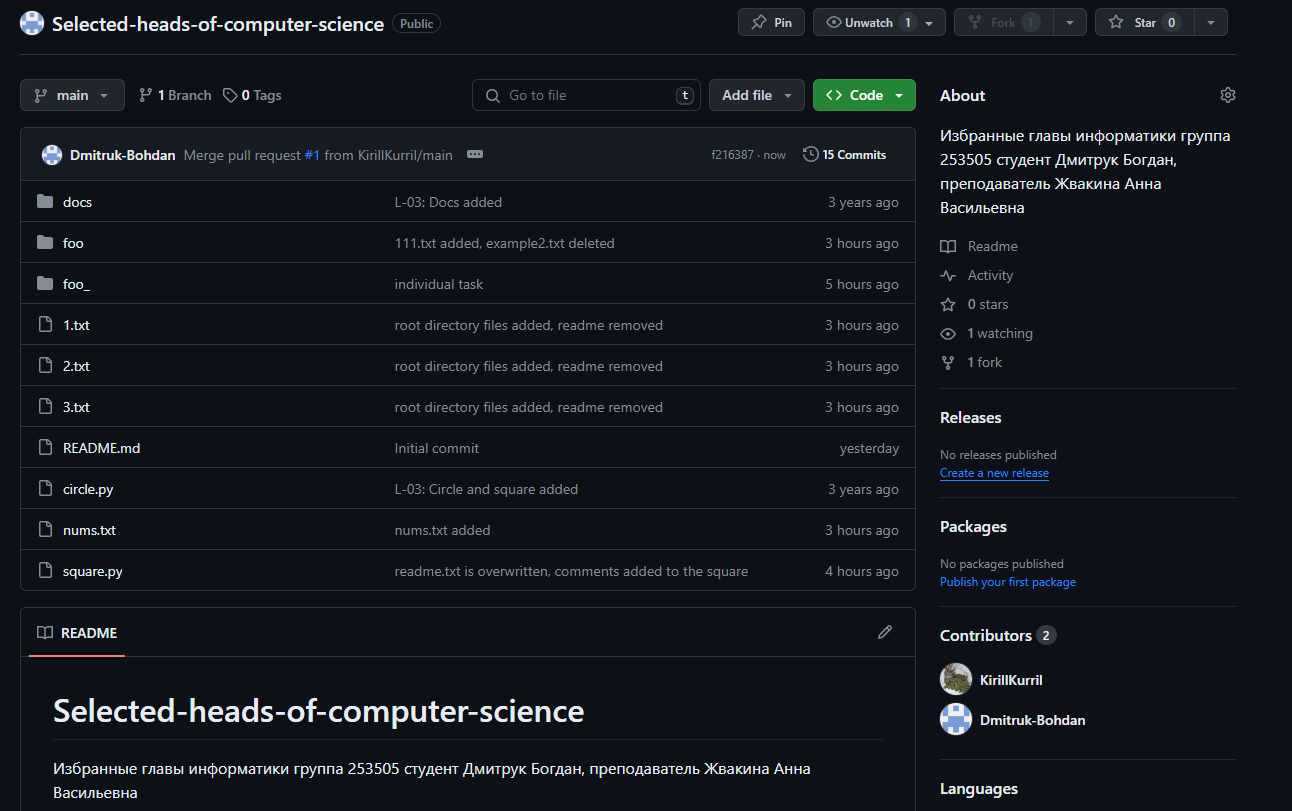 Selected-heads-of-computer-science Public Pin Unwatch 1 Fork 1 Star 0
main 1 Branch 0 Tags Go to file t Add file Code
Dmitruk-Bohdan Merge pull request #1 from KirillKurril/main f216387 · now 15 Commits
docs L-03: Docs added 3 years ago
foo 111.txt added, example2.txt deleted 3 hours ago
foo_ individual task 5 hours ago
1.txt root directory files added, readme removed 3 hours ago
2.txt root directory files added, readme removed 3 hours ago
3.txt root directory files added, readme removed 3 hours ago
README.md Initial commit yesterday
circle.py L-03: Circle and square added 3 years ago
nums.txt nums.txt added 3 hours ago
square.py readme.txt is overwritten, comments added to the square 4 hours ago
README
Selected-heads-of-computer-science
Избранные главы информатики группа 253505 студент Дмитрук Богдан, преподаватель Жвакина Анна
Васильевна
About
Избранные главы информатики группа
253505 студент Дмитрук Богдан,
преподаватель Жвакина Анна
Васильевна
Readme
Activity
0 stars
1 watching
1 fork
Releases
No releases published
Create a new release
Packages
No packages published
Publish your first package
Contributors 2
KirillKurril
Dmitruk-Bohdan
Languages